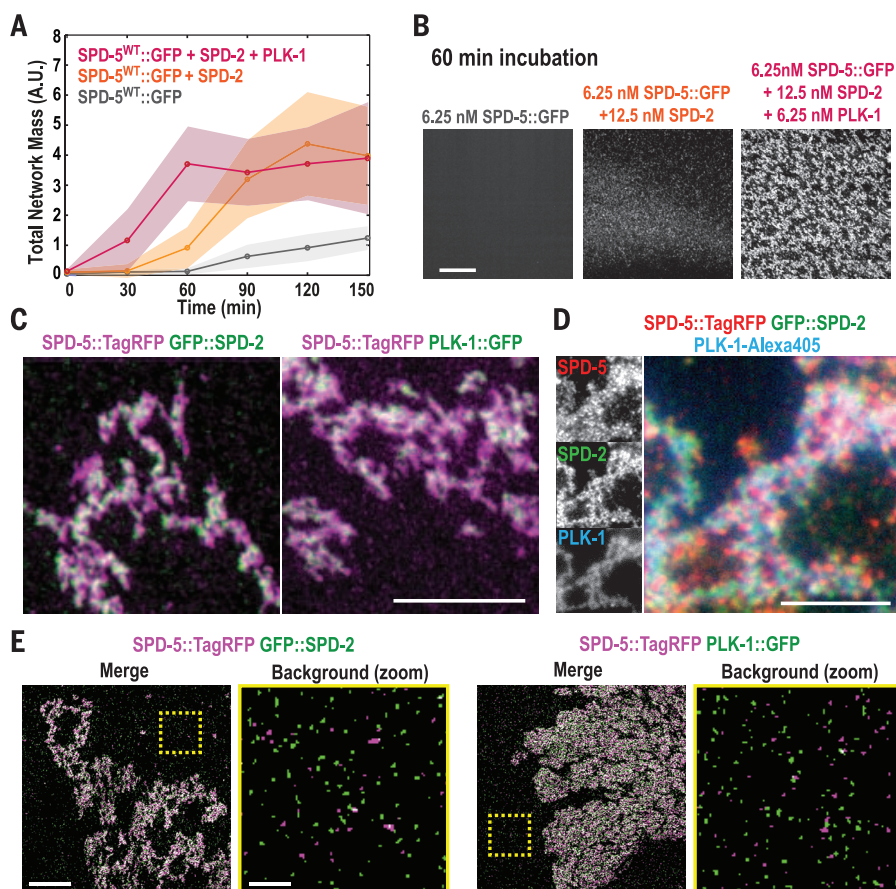 A
SPD-5WT::GFP + SPD-2 + PLK-1
SPD-5WT::GFP + SPD-2
SPD-5WT::GFP
Total Network Mass (A.U.)
8
7
6
5
4
3
2
1
0
0 30 60 90 120 150
Time (min)
B
60 min incubation
6.25 nM SPD-5::GFP
6.25 nM SPD-5::GFP
+12.5 nM SPD-2
6.25nM SPD-5::GFP
+ 12.5 nM SPD-2
+ 6.25 nM PLK-1
C
SPD-5::TagRFP GFP::SPD-2
SPD-5::TagRFP PLK-1::GFP
D
SPD-5::TagRFP GFP::SPD-2
PLK-1-Alexa405
SPD-5
SPD-2
PLK-1
E
SPD-5::TagRFP GFP::SPD-2
Merge
Background (zoom)
SPD-5::TagRFP PLK-1::GFP
Merge
Background (zoom)